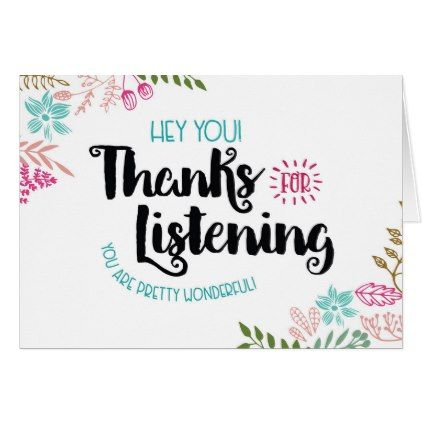 HEY YOU!
Thanks FOR
Listening
YOU ARE PRETTY WONDERFUL!